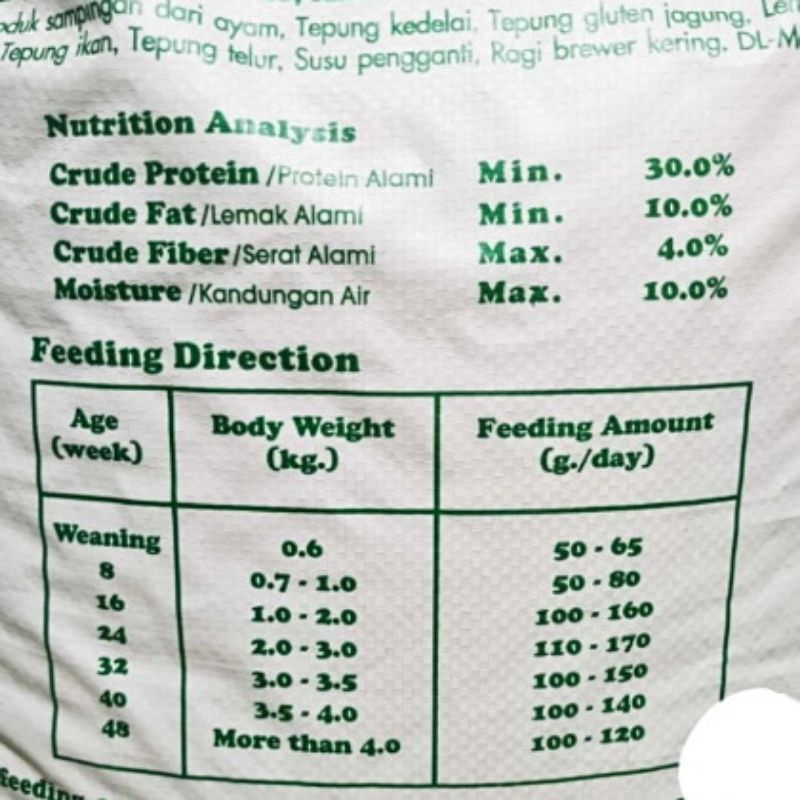 sampingan dari ayam, Tepung kedelai, Tepung gluten jagung,
Tepung ikan, Tepung telur, Susu pengganti, Ragi brewer kering, DL-M
Nutrition Analysis
Crude Protein /Protein Alami Min. 30.0%
Crude Fat /Lemak Alami Min. 10.0%
Crude Fiber /Serat Alami Max. 4.0%
Moisture /Kandungan Air Max. 10.0%
Feeding Direction
Age (week) Body Weight (kg.) Feeding Amount (g./day)
Weaning 0.6 50 - 65
8 0.7 - 1.0 50 - 80
16 1.0 - 2.0 100 - 160
24 2.0 - 3.0 110 - 170
32 3.0 - 3.5 100 - 150
40 3.5 - 4.0 100 - 140
48 More than 4.0 100 - 120
feeding